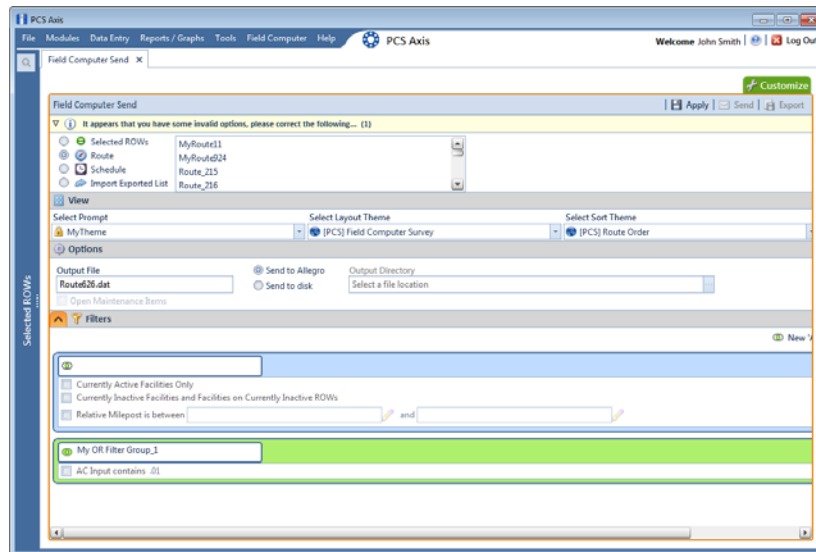 PCS Axis
File Modules Data Entry Reports / Graphs Tools Field Computer Help PCS Axis Welcome John Smith Log Out
Field Computer Send
Customize
Field Computer Send Apply Send Export
It appears that you have some invalid options, please correct the following... (1)
Selected ROWs MyRoute11
Route MyRoute924
Schedule Route_215
Import Exported List Route_216
View
Select Prompt Select Layout Theme Select Sort Theme
MyTheme [PCS] Field Computer Survey [PCS] Route Order
Options
Output File Send to Allegro Output Directory
Route626.dat Send to disk Select a file location
Open Maintenance Items
Selected ROWs
Filters
New 'A
Currently Active Facilities Only
Currently Inactive Facilities and Facilities on Currently Inactive ROWs
Relative Milepost is between and
My OR Filter Group_1
AC Input contains .01